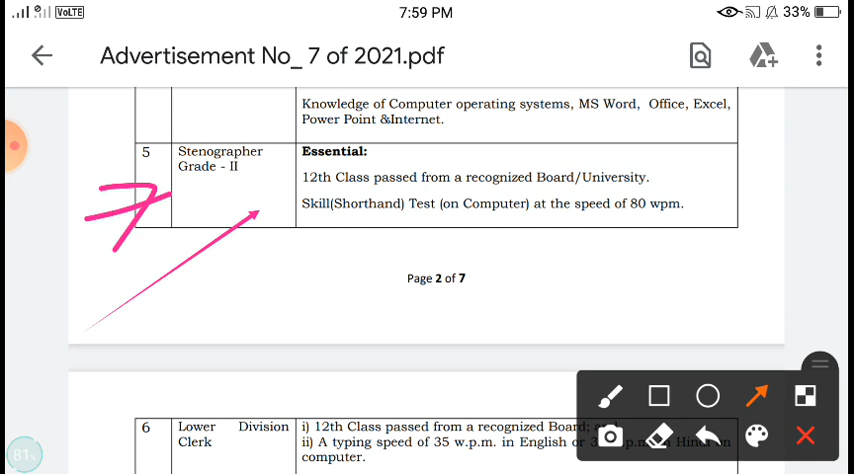 VoLTE
7:59 PM
33%
Advertisement No_ 7 of 2021.pdf
Knowledge of Computer operating systems, MS Word, Office, Excel,
Power Point &Internet.
5 Stenographer Essential:
Grade - II
12th Class passed from a recognized Board/University.
Skill(Shorthand) Test (on Computer) at the speed of 80 wpm.
Page 2 of 7
6 Lower Division i) 12th Class passed from a recognized Board;
Clerk ii) A typing speed of 35 w.p.m. in English or
computer.
81%